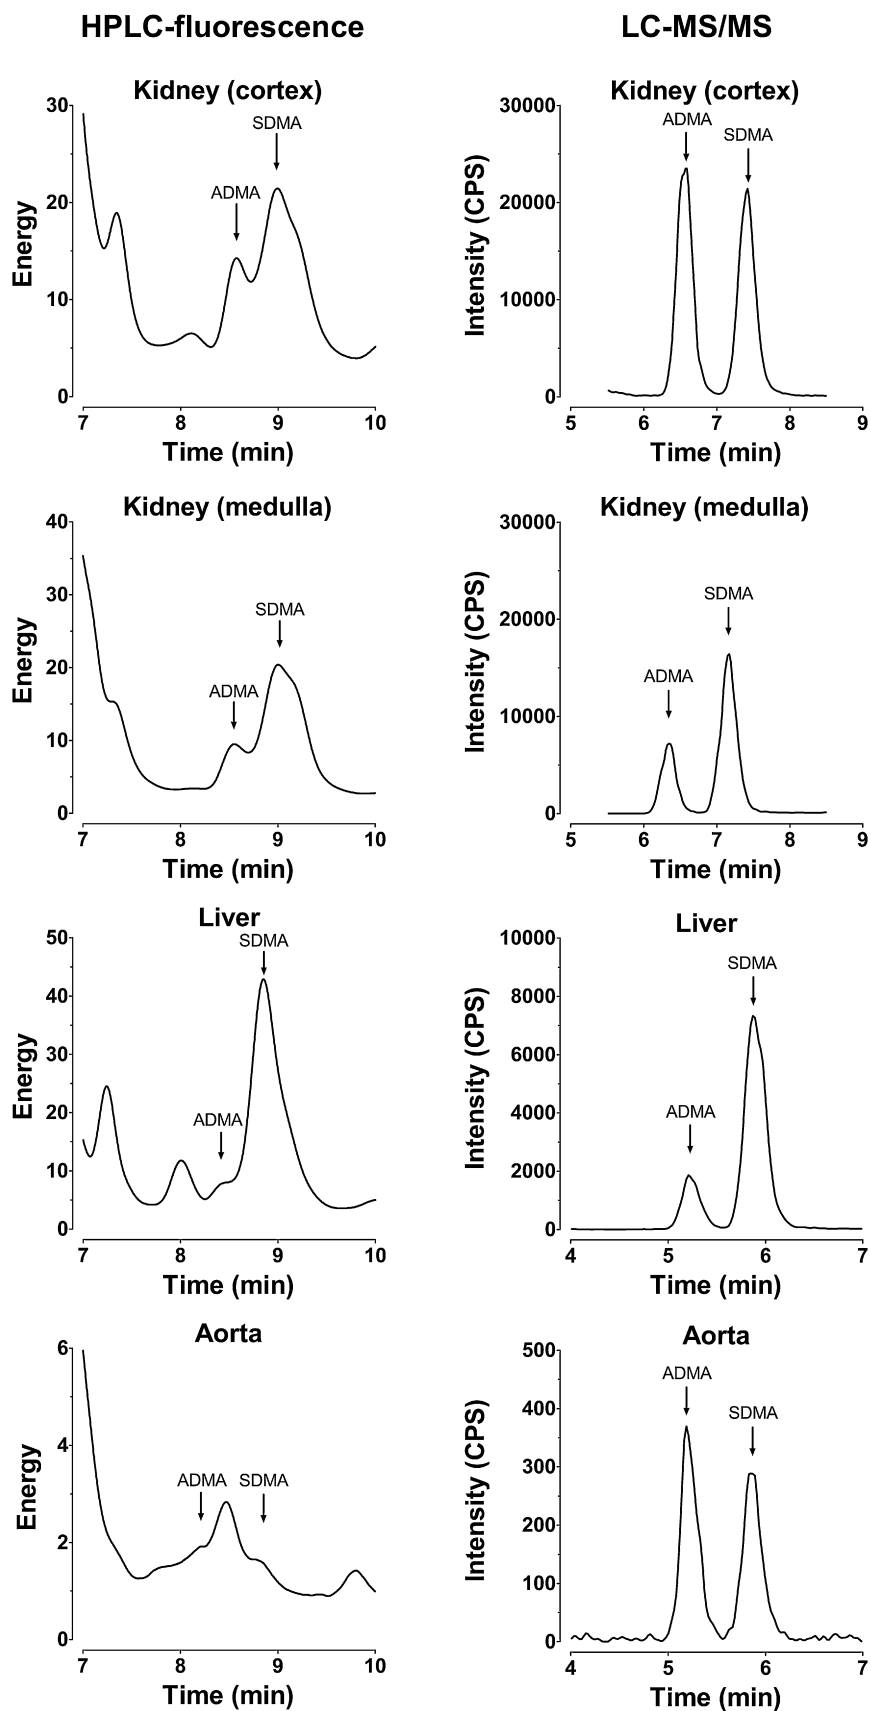 HPLC-fluorescence
LC-MS/MS
Kidney (cortex)
30
20
10
0
Energy
ADMA
SDMA
7 8 9 10
Time (min)
Kidney (cortex)
30000
20000
10000
0
Intensity (CPS)
ADMA
SDMA
5 6 7 8 9
Time (min)
Kidney (medulla)
40
30
20
10
0
Energy
ADMA
SDMA
7 8 9 10
Time (min)
Kidney (medulla)
30000
20000
10000
0
Intensity (CPS)
ADMA
SDMA
5 6 7 8 9
Time (min)
Liver
50
40
30
20
10
0
Energy
ADMA
SDMA
7 8 9 10
Time (min)
Liver
10000
8000
6000
4000
2000
0
Intensity (CPS)
ADMA
SDMA
4 5 6 7
Time (min)
Aorta
6
4
2
0
Energy
ADMA
SDMA
7 8 9 10
Time (min)
Aorta
500
400
300
200
100
0
Intensity (CPS)
ADMA
SDMA
4 5 6 7
Time (min)